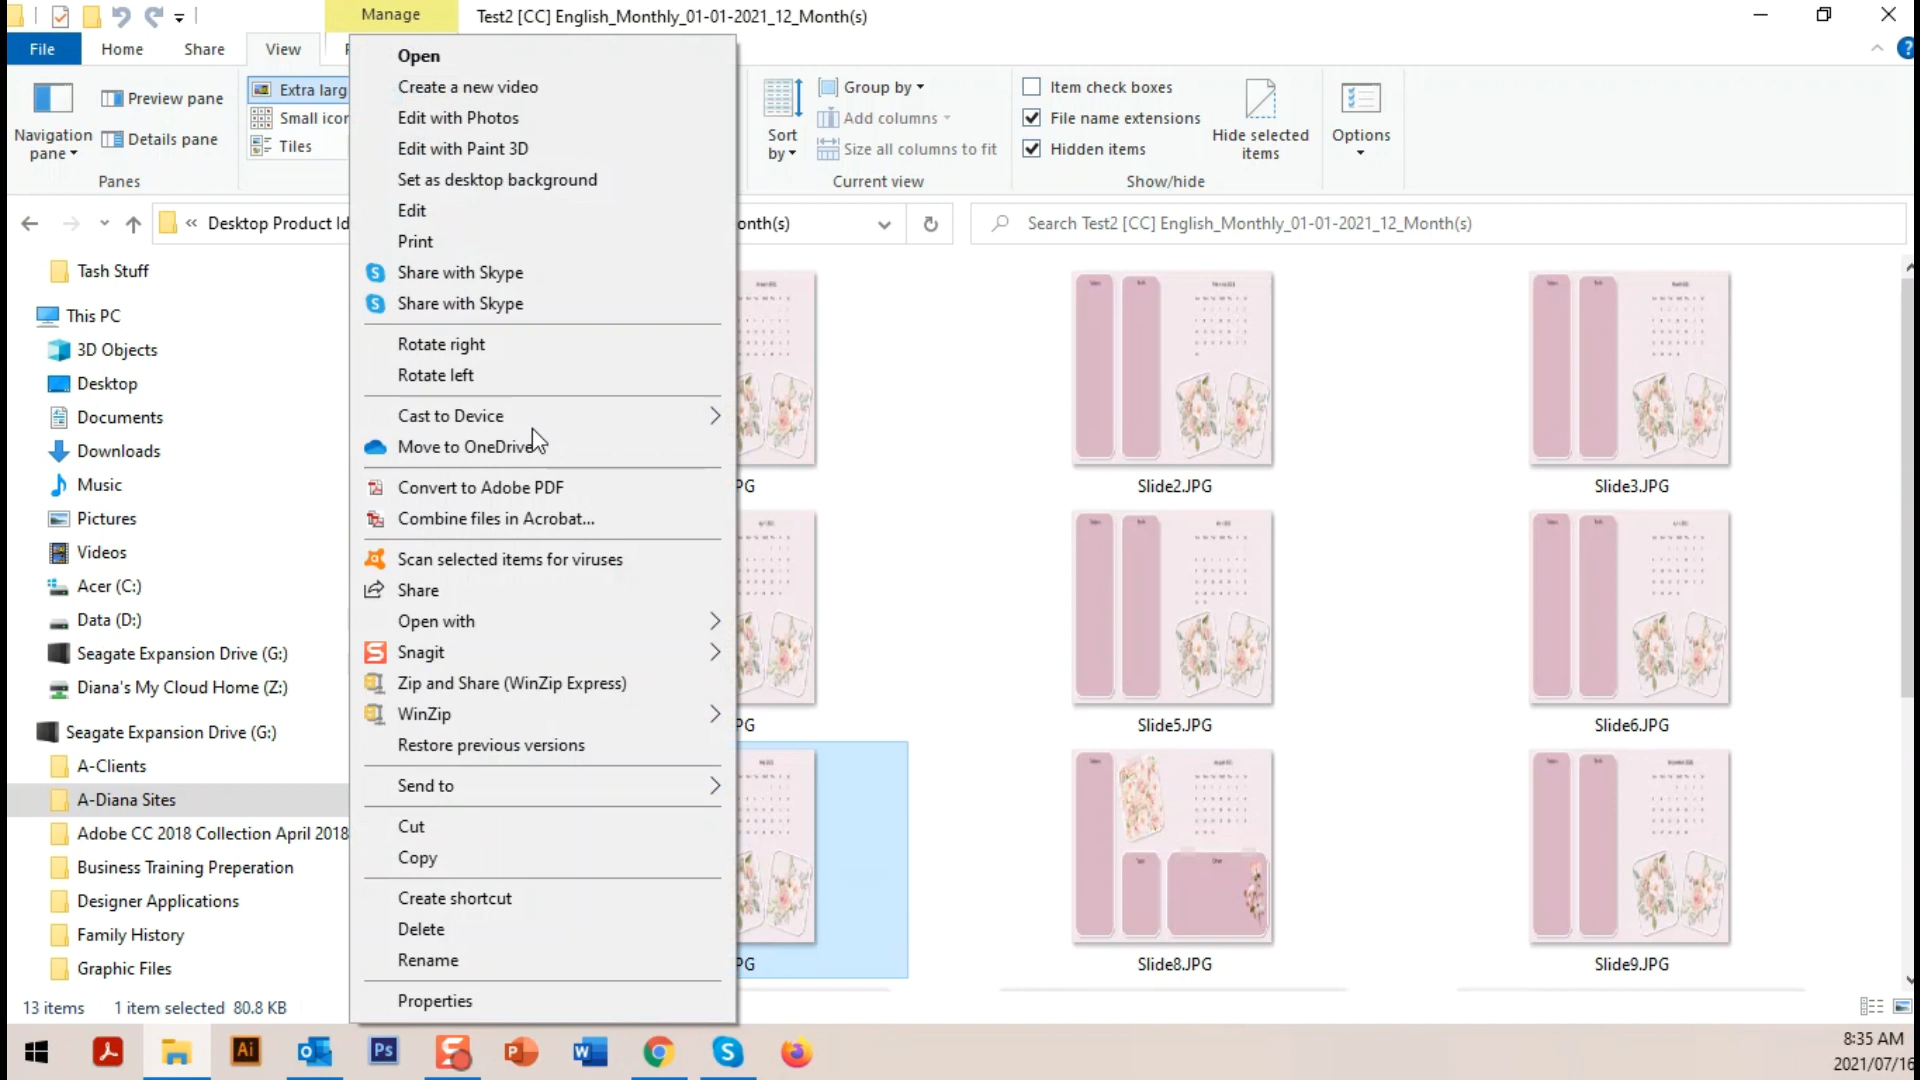 Manage
Test2 [CC] English_Monthly_01-01-2021_12_Month(s)
File
Home
Share
View
Navigation pane
Preview pane
Details pane
Panes
Extra larg
Small icor
Tiles
Sort by
Group by
Add columns
Size all columns to fit
Current view
Item check boxes
File name extensions
Hidden items
Show/hide
Hide selected items
Options
« Desktop Product Id
onth(s)
Search Test2 [CC] English_Monthly_01-01-2021_12_Month(s)
Tash Stuff
This PC
3D Objects
Desktop
Documents
Downloads
Music
Pictures
Videos
Acer (C:)
Data (D:)
Seagate Expansion Drive (G:)
Diana's My Cloud Home (Z:)
Seagate Expansion Drive (G:)
A-Clients
A-Diana Sites
Adobe CC 2018 Collection April 2018
Business Training Preperation
Designer Applications
Family History
Graphic Files
Open
Create a new video
Edit with Photos
Edit with Paint 3D
Set as desktop background
Edit
Print
Share with Skype
Share with Skype
Rotate right
Rotate left
Cast to Device
Move to OneDrive
Convert to Adobe PDF
Combine files in Acrobat...
Scan selected items for viruses
Share
Open with
Snagit
Zip and Share (WinZip Express)
WinZip
Restore previous versions
Send to
Cut
Copy
Create shortcut
Delete
Rename
Properties
PG
Slide2.JPG
Slide3.JPG
PG
Slide5.JPG
Slide6.JPG
PG
Slide8.JPG
Slide9.JPG
13 items
1 item selected 80.8 KB
Ai
Ps
8:35 AM
2021/07/16